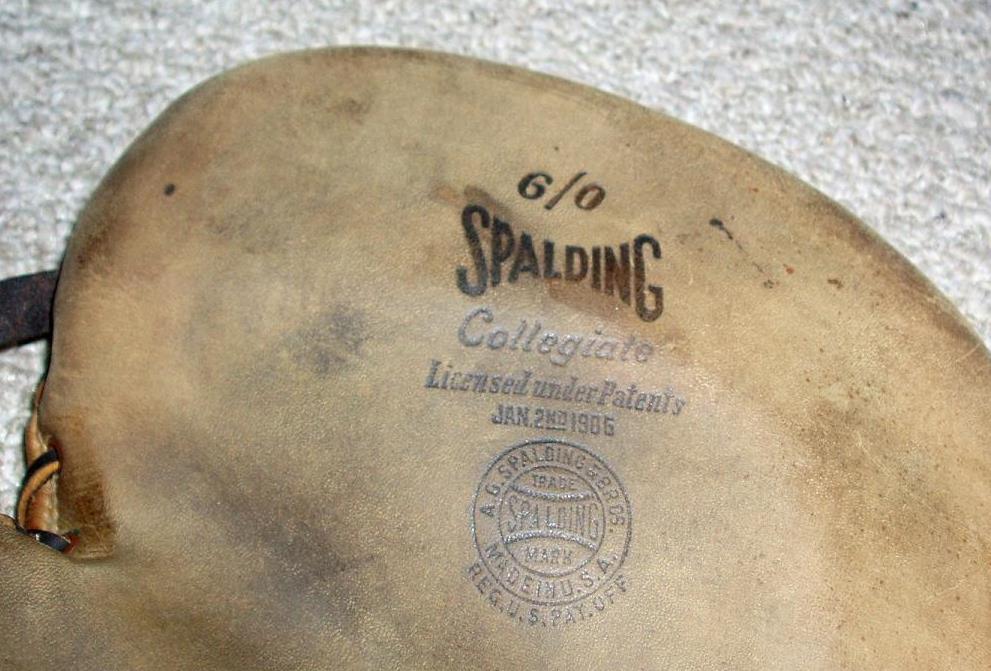 6/0
SPALDING
Collegiate
Licensed under Patents
JAN. 2ND 1906
A.G. SPALDING & BROS.
TRADE
SPALDING
MARK
MADE IN U.S.A.
REG. U.S. PAT. OFF